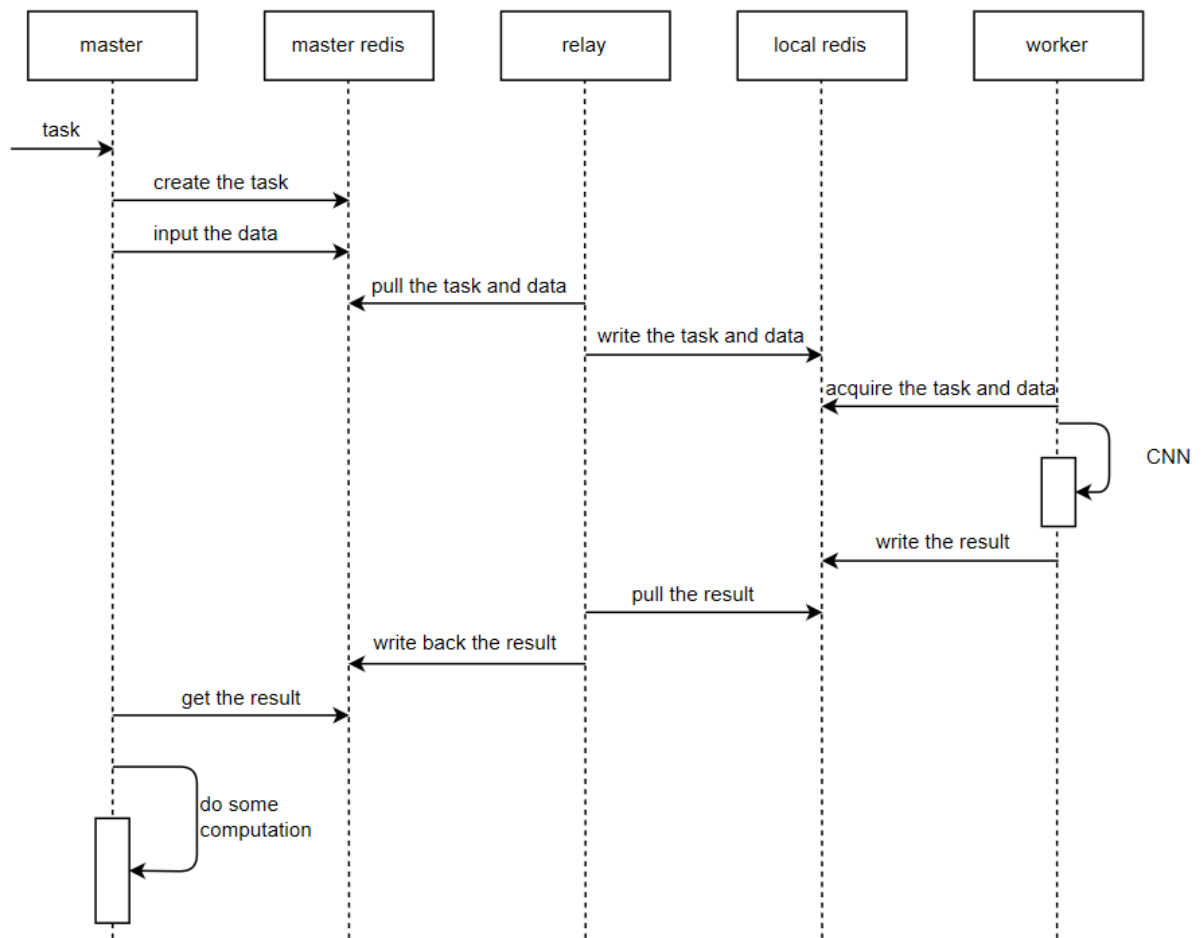 master
master redis
relay
local redis
worker
task
create the task
input the data
pull the task and data
write the task and data
acquire the task and data
CNN
write the result
pull the result
write back the result
get the result
do some
computation